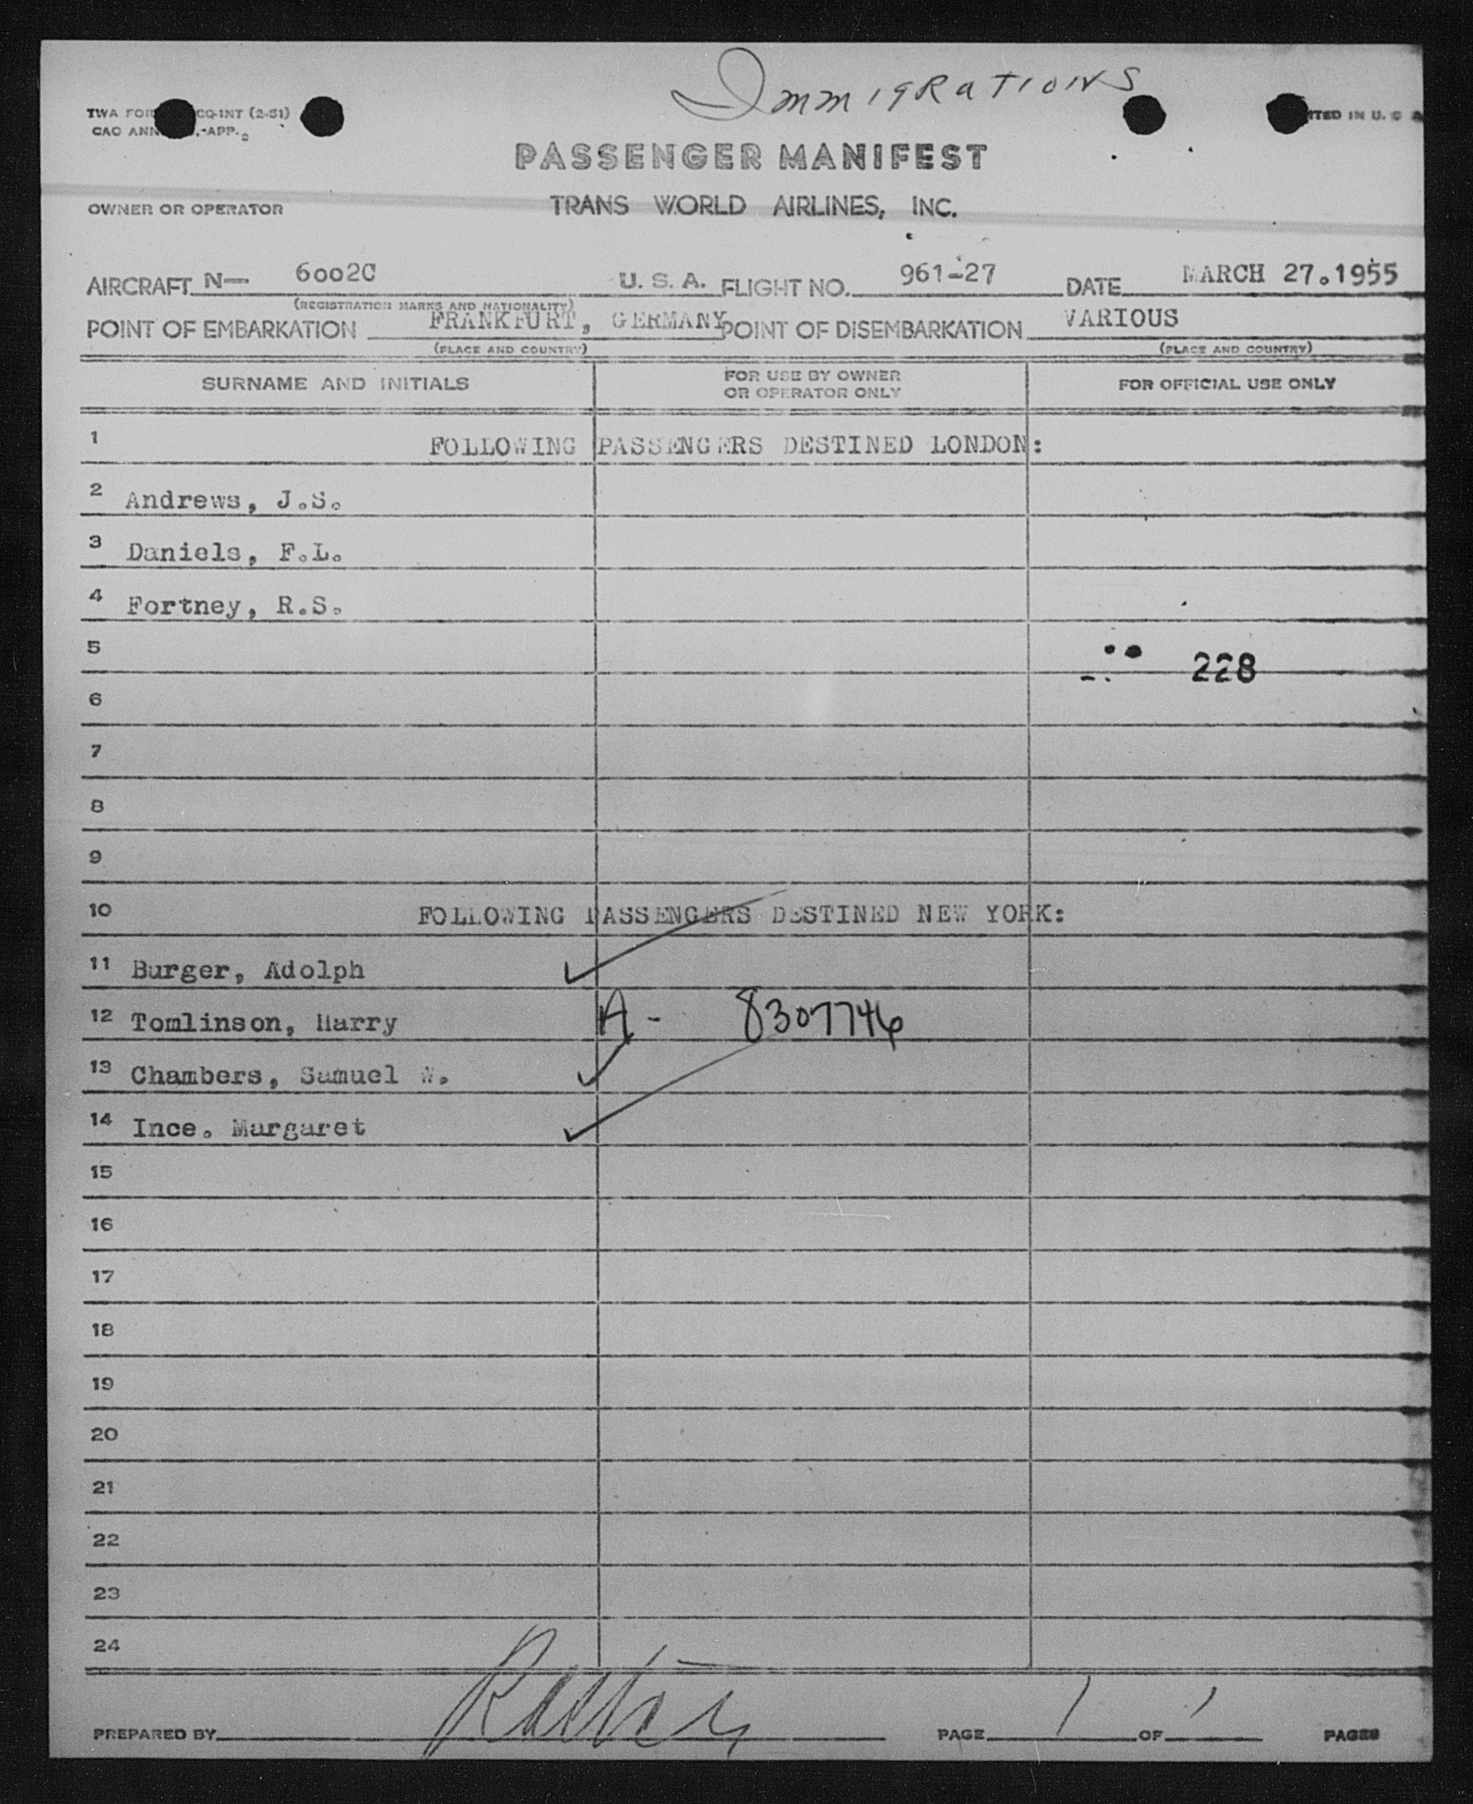 Immigrations
TWA FOR CQ-INT (2-51)
CAO ANN .-APP.
TED IN U. S. A.
PASSENGER MANIFEST
OWNER OR OPERATOR TRANS WORLD AIRLINES, INC.
AIRCRAFT N— 6002C U. S. A. FLIGHT NO. 961-27 DATE MARCH 27.1955
(REGISTRATION MARKS AND NATIONALITY)
POINT OF EMBARKATION FRANKFURT, GERMANY POINT OF DISEMBARKATION VARIOUS
(PLACE AND COUNTRY) (PLACE AND COUNTRY)
SURNAME AND INITIALS FOR USE BY OWNER OR OPERATOR ONLY FOR OFFICIAL USE ONLY
1 FOLLOWING PASSENGERS DESTINED LONDON:
2 Andrews, J.S.
3 Daniels, F.L.
4 Fortney, R.S.
5 228
6
7
8
9
10 FOLLOWING PASSENGERS DESTINED NEW YORK:
11 Burger, Adolph
12 Tomlinson, Harry A- 8307746
13 Chambers, Samuel W.
14 Ince. Margaret
15
16
17
18
19
20
21
22
23
24
PREPARED BY PAGE 1 OF 1 PAGES